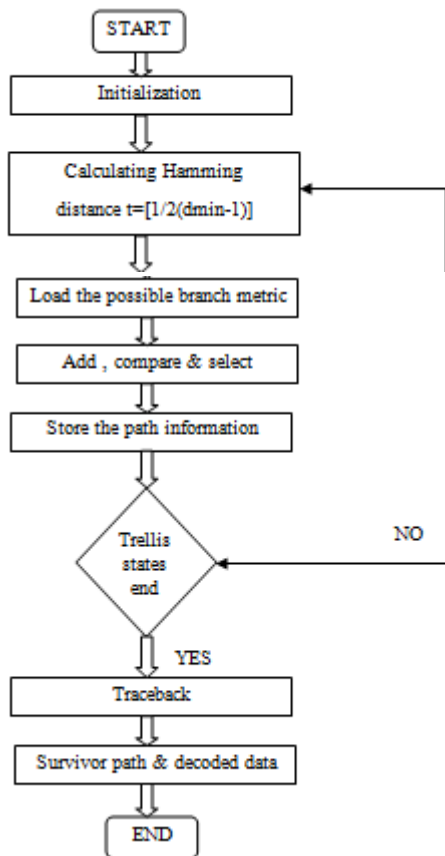 START
Initialization
Calculating Hamming
distance t=[1/2(dmin-1)]
Load the possible branch metric
Add , compare & select
Store the path information
Trellis
states
end
NO
YES
Traceback
Survivor path & decoded data
END